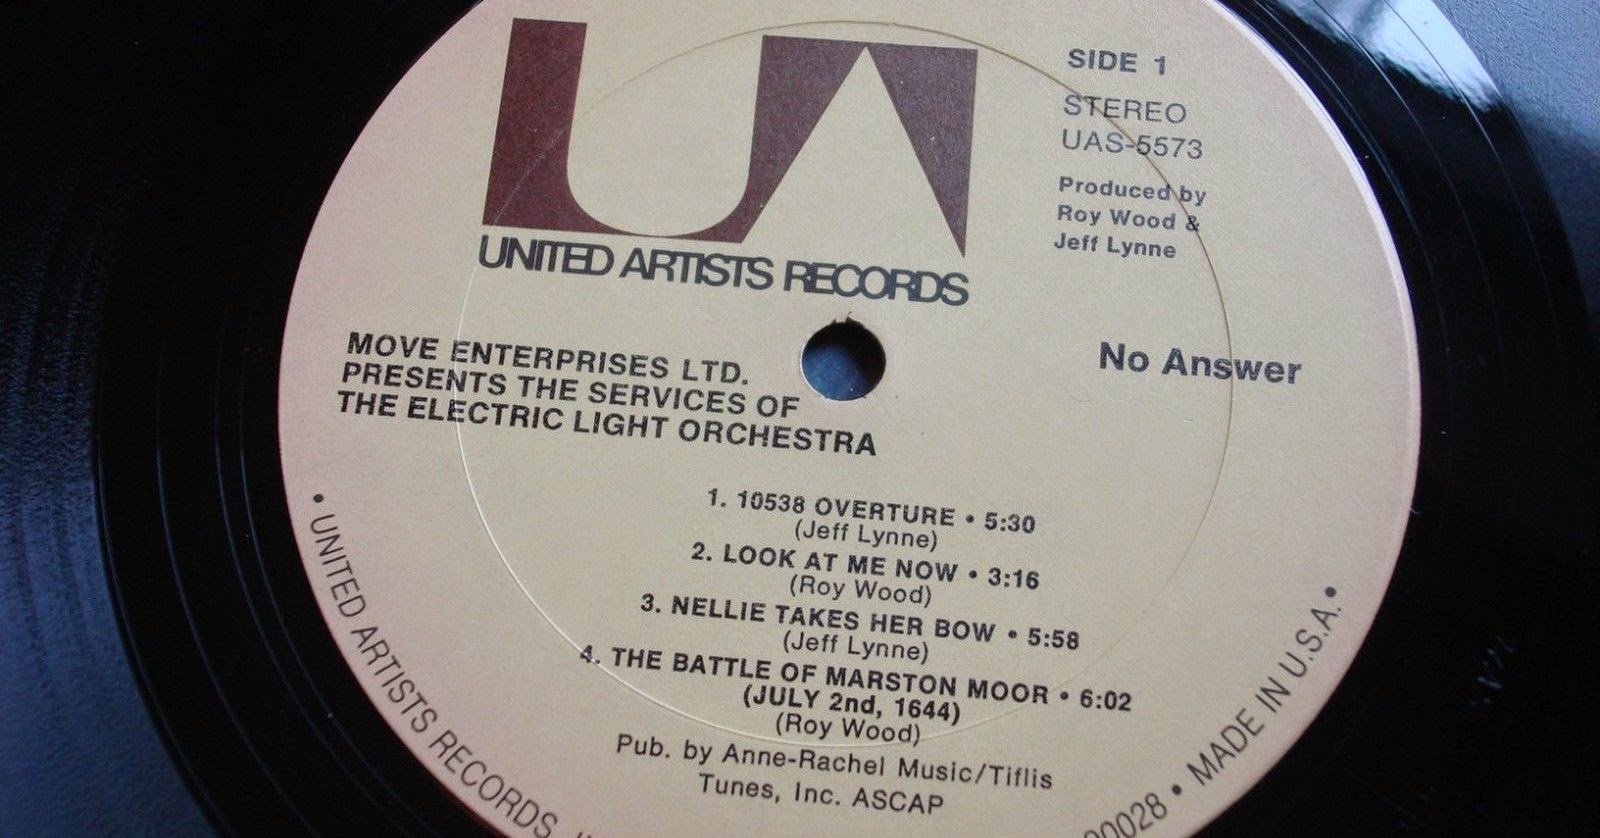 UA
UNITED ARTISTS RECORDS
SIDE 1
STEREO
UAS-5573
Produced by
Roy Wood &
Jeff Lynne
No Answer
MOVE ENTERPRISES LTD.
PRESENTS THE SERVICES OF
THE ELECTRIC LIGHT ORCHESTRA
1. 10538 OVERTURE • 5:30
(Jeff Lynne)
2. LOOK AT ME NOW • 3:16
(Roy Wood)
3. NELLIE TAKES HER BOW • 5:58
(Jeff Lynne)
4. THE BATTLE OF MARSTON MOOR • 6:02
(JULY 2nd, 1644)
(Roy Wood)
Pub. by Anne-Rachel Music/Tiflis
Tunes, Inc. ASCAP
• UNITED ARTISTS RECORDS
90028 • MADE IN U.S.A. •